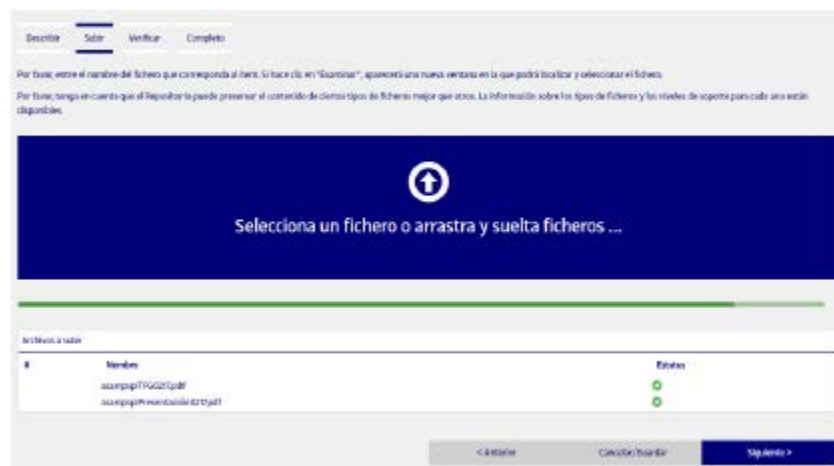 Describir Subir Verificar Completo
Por favor, entre el nombre del fichero que corresponda al ítem. Si hace clic en "Examinar", aparecerá una nueva ventana en la que podrá localizar y seleccionar el fichero.
Por favor, tenga en cuenta que el Repositorio puede preservar el contenido de ciertos tipos de ficheros mejor que otros. La información sobre los tipos de ficheros y los niveles de soporte para cada uno están
disponibles.
Selecciona un fichero o arrastra y suelta ficheros ...
Archivos a subir
# Nombre Estatus
< Anterior Cancelar/Guardar Siguiente >